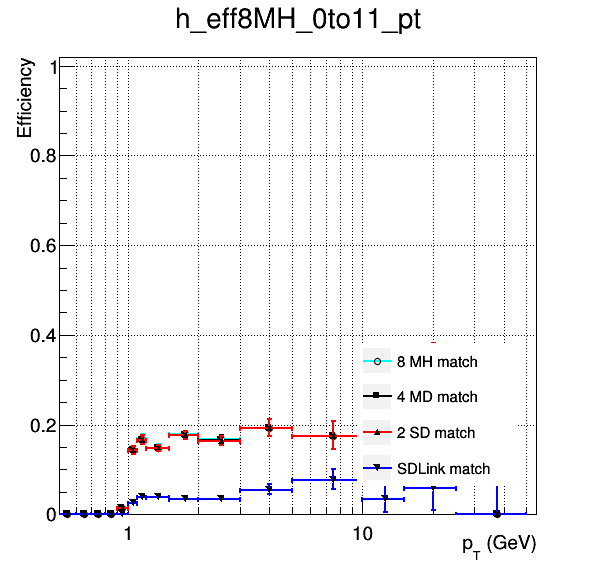 h_eff8MH_0to11_pt
Efficiency
1
0.8
0.6
0.4
0.2
0
8 MH match
4 MD match
2 SD match
SDLink match
1
10
p_T (GeV)